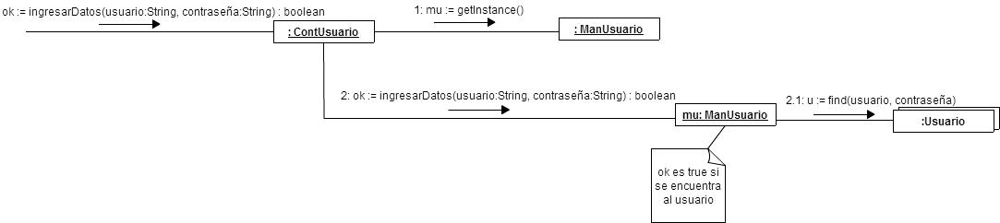 ok := ingresarDatos(usuario:String, contraseña:String) : boolean
1: mu := getInstance()
: ContUsuario
: ManUsuario
2: ok := ingresarDatos(usuario:String, contraseña:String) : boolean
2.1: u := find(usuario, contraseña)
mu: ManUsuario
:Usuario
ok es true si
se encuentra
al usuario